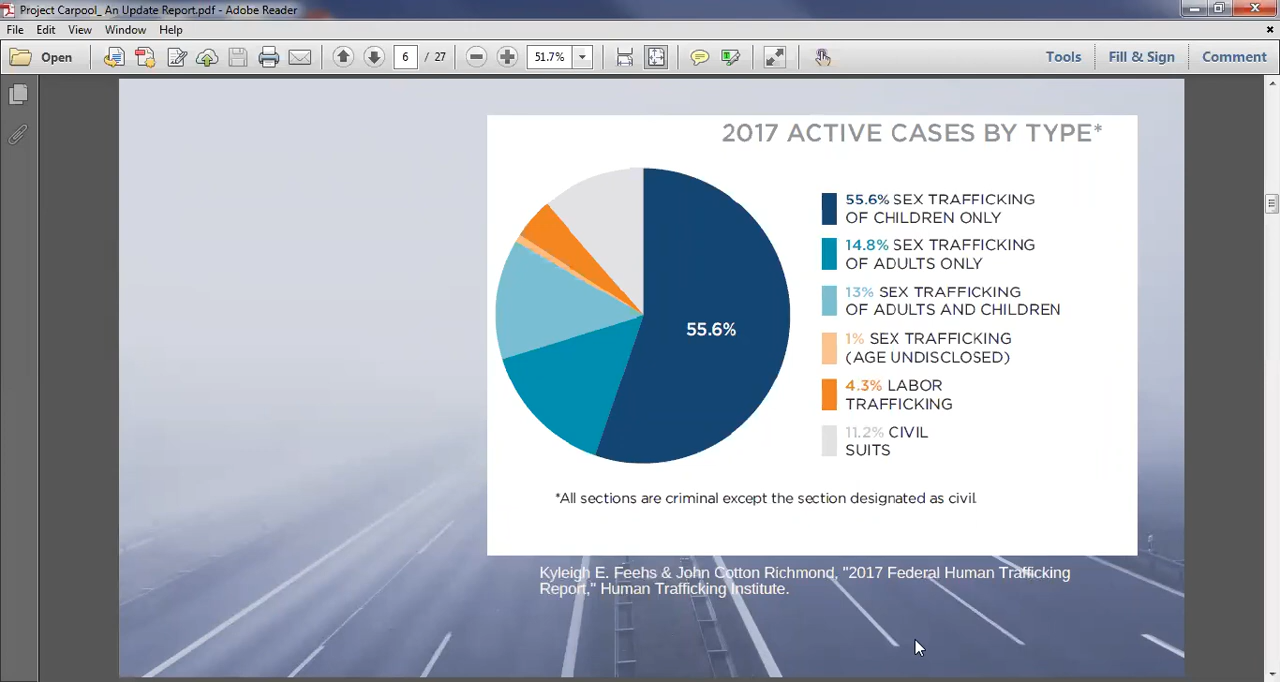 Project Carpool_ An Update Report.pdf - Adobe Reader
File Edit View Window Help
Open 6 / 27 51.7% Tools Fill & Sign Comment
2017 ACTIVE CASES BY TYPE*
55.6%
55.6% SEX TRAFFICKING
OF CHILDREN ONLY
14.8% SEX TRAFFICKING
OF ADULTS ONLY
13% SEX TRAFFICKING
OF ADULTS AND CHILDREN
1% SEX TRAFFICKING
(AGE UNDISCLOSED)
4.3% LABOR
TRAFFICKING
11.2% CIVIL
SUITS
*All sections are criminal except the section designated as civil.
Kyleigh E. Feehs & John Cotton Richmond, "2017 Federal Human Trafficking
Report," Human Trafficking Institute.